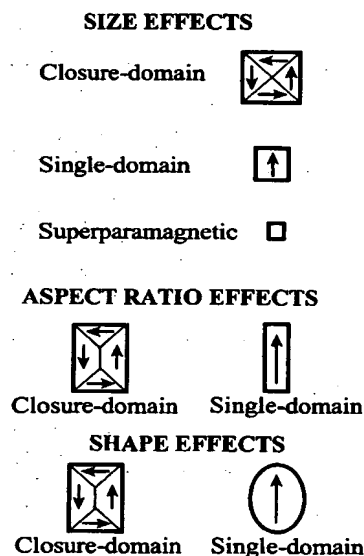 SIZE EFFECTS
Closure-domain
Single-domain
Superparamagnetic
ASPECT RATIO EFFECTS
Closure-domain Single-domain
SHAPE EFFECTS
Closure-domain Single-domain